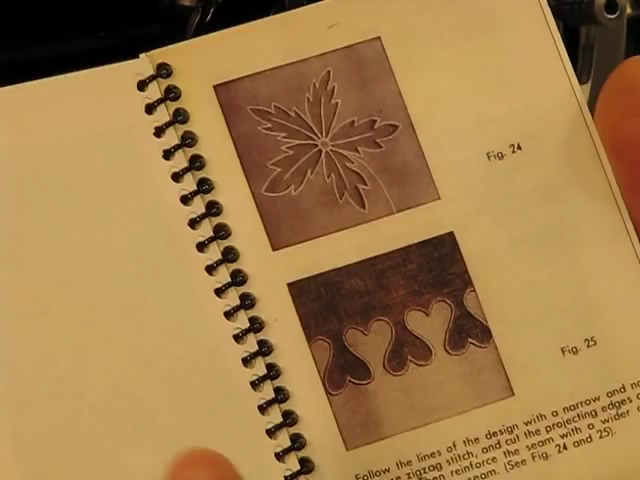 Fig. 24
Fig. 25
Follow the lines of the design with a narrow and
zigzag stitch, and cut the projecting edges
Then reinforce the seam with a wider
seam. (See Fig. 24 and 25).